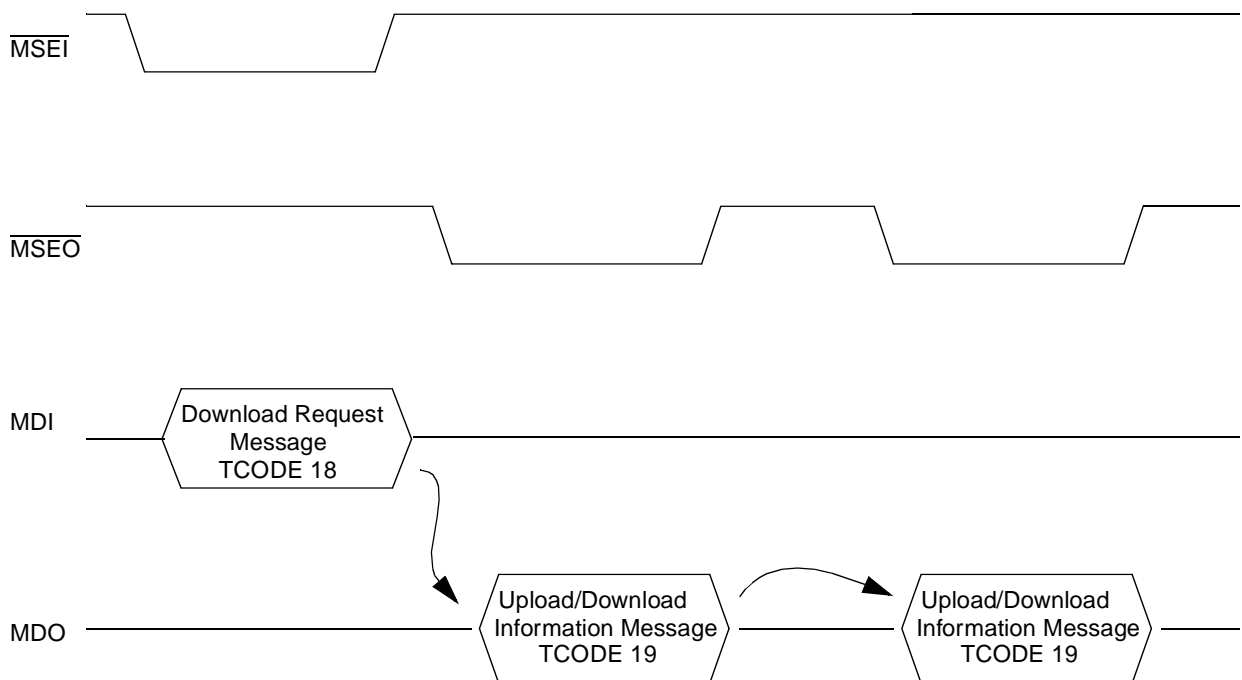 MSEI
MSEO
MDI
Download Request
Message
TCODE 18
MDO
Upload/Download
Information Message
TCODE 19
Upload/Download
Information Message
TCODE 19